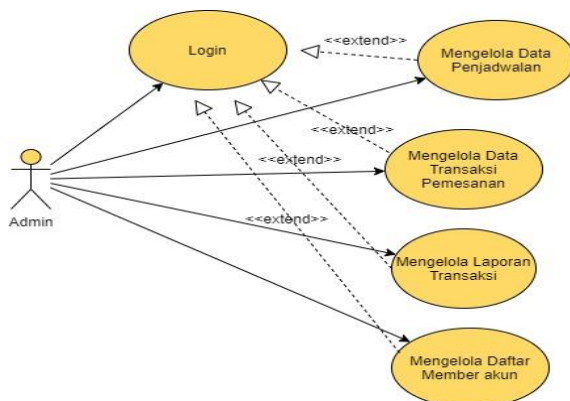 Login
<<extend>>
Mengelola Data
Penjadwalan
<<extend>>
Mengelola Data
Transaksi
Pemesanan
<<extend>>
Admin
<<extend>>
Mengelola Laporan
Transaksi
Mengelola Daftar
Member akun